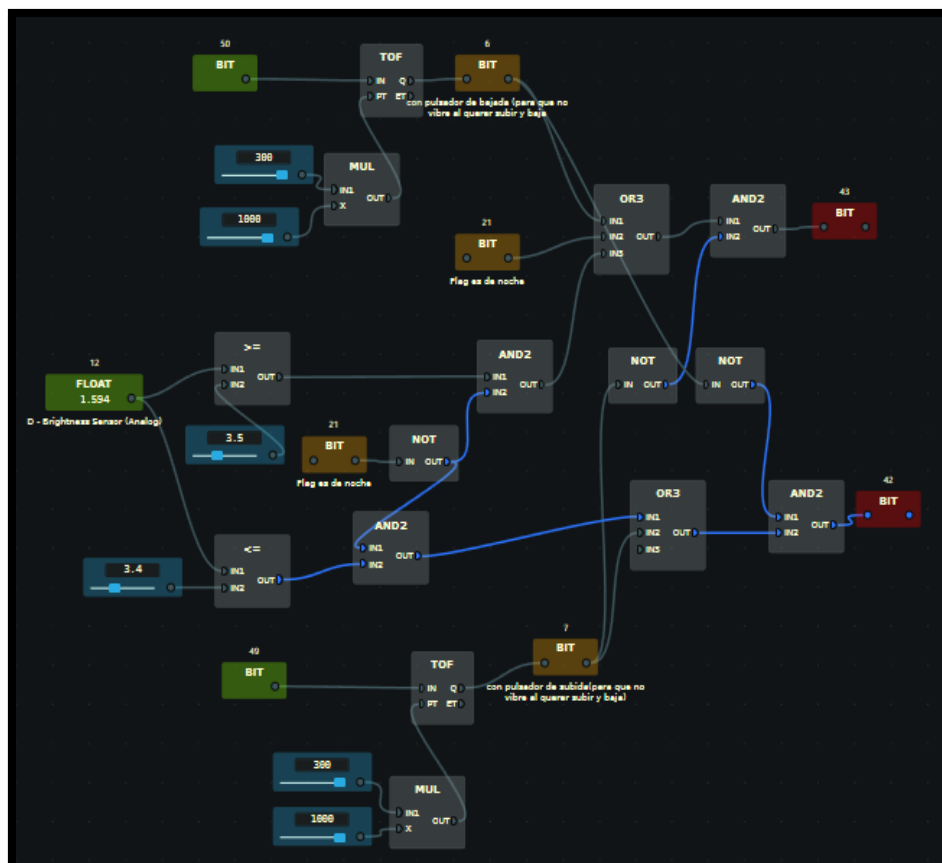 50
BIT
TOF
IN Q
PT ET
6
BIT
con pulsador de bajada (para que no
vibre al querer subir y baja
300
1000
MUL
IN1
X
OUT
21
BIT
Flag es de noche
OR3
IN1
IN2 OUT
IN3
AND2
IN1
IN2
OUT
43
BIT
12
FLOAT
1.594
D - Brightness Sensor (Analog)
>=
IN1
IN2
OUT
3.5
21
BIT
Flag es de noche
NOT
IN OUT
AND2
IN1
IN2
OUT
NOT
IN OUT
NOT
IN OUT
3.4
<=
IN1
IN2
OUT
AND2
IN1
IN2
OUT
OR3
IN1
IN2 OUT
IN3
AND2
IN1
IN2
OUT
42
BIT
49
BIT
TOF
IN Q
PT ET
7
BIT
con pulsador de subida(para que no
vibre al querer subir y baja)
300
1000
MUL
IN1
X
OUT